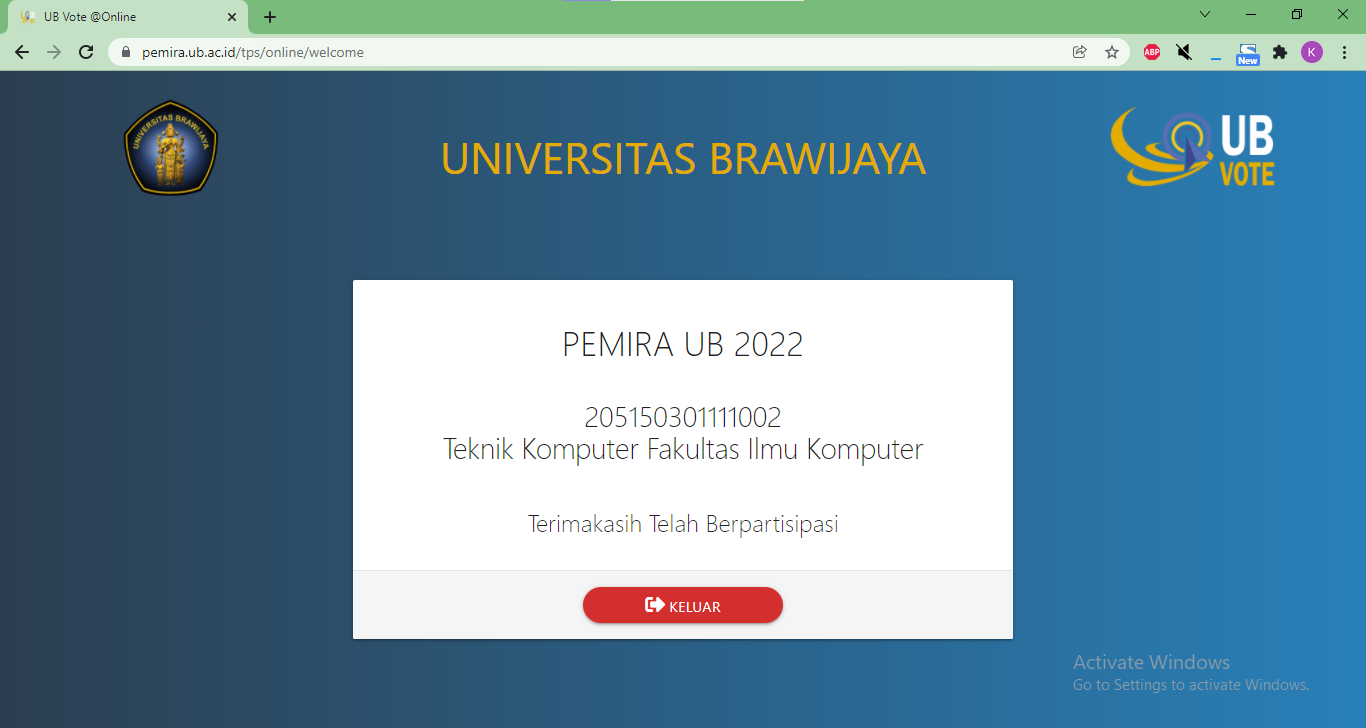 UB Vote @Online
pemira.ub.ac.id/tps/online/welcome
ABP
New
K
UNIVERSITAS BRAWIJAYA
UNIVERSITAS BRAWIJAYA
UB
VOTE
PEMIRA UB 2022
205150301111002
Teknik Komputer Fakultas Ilmu Komputer
Terimakasih Telah Berpartisipasi
KELUAR
Activate Windows
Go to Settings to activate Windows.